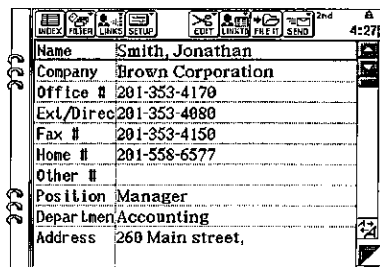 INDEX FILTER LINKS SETUP EDIT LINKTO FILE IT SEND 2nd 4:27
Name Smith, Jonathan
Company Brown Corporation
Office # 201-353-4170
Ext/Direc 201-353-4080
Fax # 201-353-4150
Home # 201-558-6577
Other #
Position Manager
Departmen Accounting
Address 260 Main street,